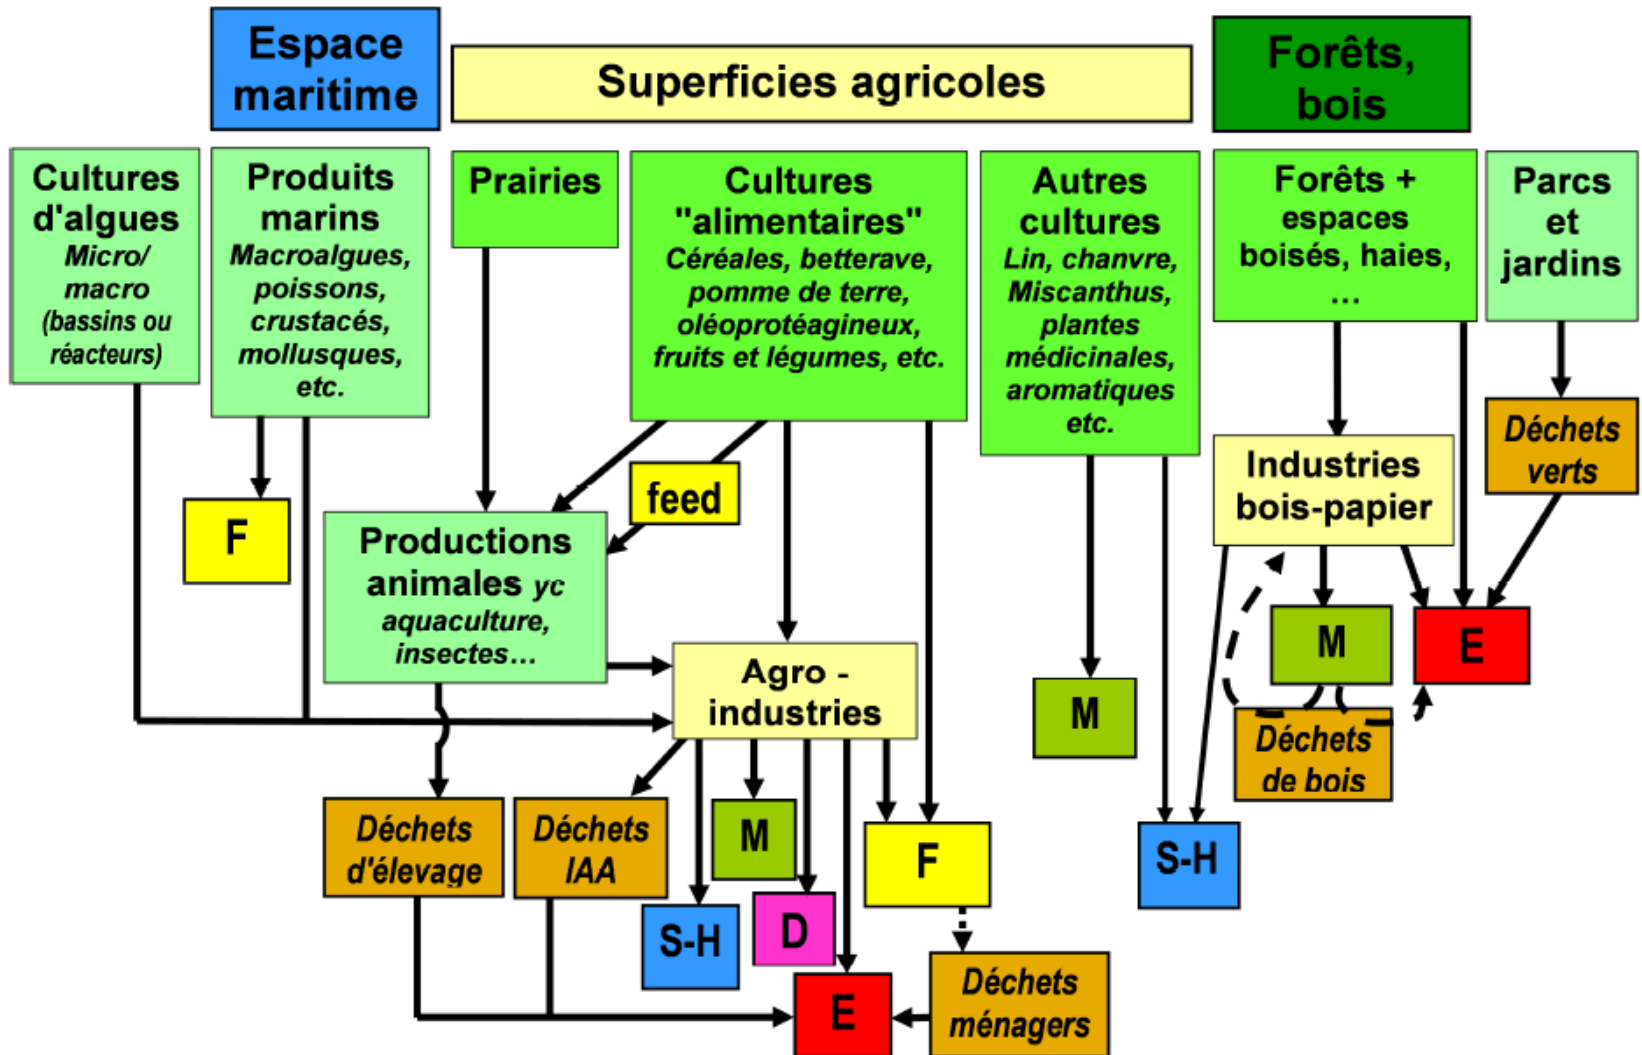 Espace
maritime
Superficies agricoles
Forêts,
bois
Cultures
d'algues
Micro/
macro
(bassins ou
réacteurs)
Produits
marins
Macroalgues,
poissons,
crustacés,
mollusques,
etc.
Prairies
Cultures
"alimentaires"
Céréales, betterave,
pomme de terre,
oléoprotéagineux,
fruits et légumes, etc.
Autres
cultures
Lin, chanvre,
Miscanthus,
plantes
médicinales,
aromatiques
etc.
Forêts +
espaces
boisés, haies,
...
Parcs
et
jardins
Déchets
verts
Industries
bois-papier
feed
F
Productions
animales yc
aquaculture,
insectes...
M
E
Agro -
industries
M
Déchets
de bois
Déchets
d'élevage
Déchets
IAA
M
F
S-H
S-H
D
E
Déchets
ménagers